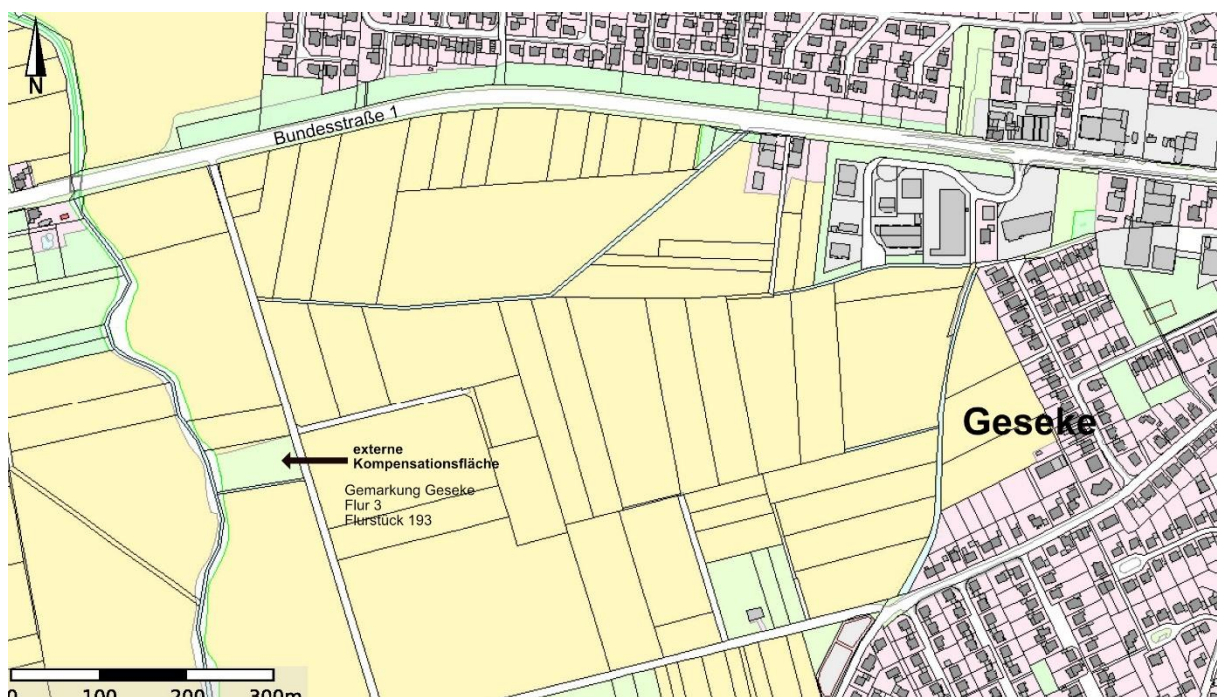 N
Bundesstraße 1
Geseke
externe
Kompensationsfläche
Gemarkung Geseke
Flur 3
Flurstück 193
0 100 200 300m